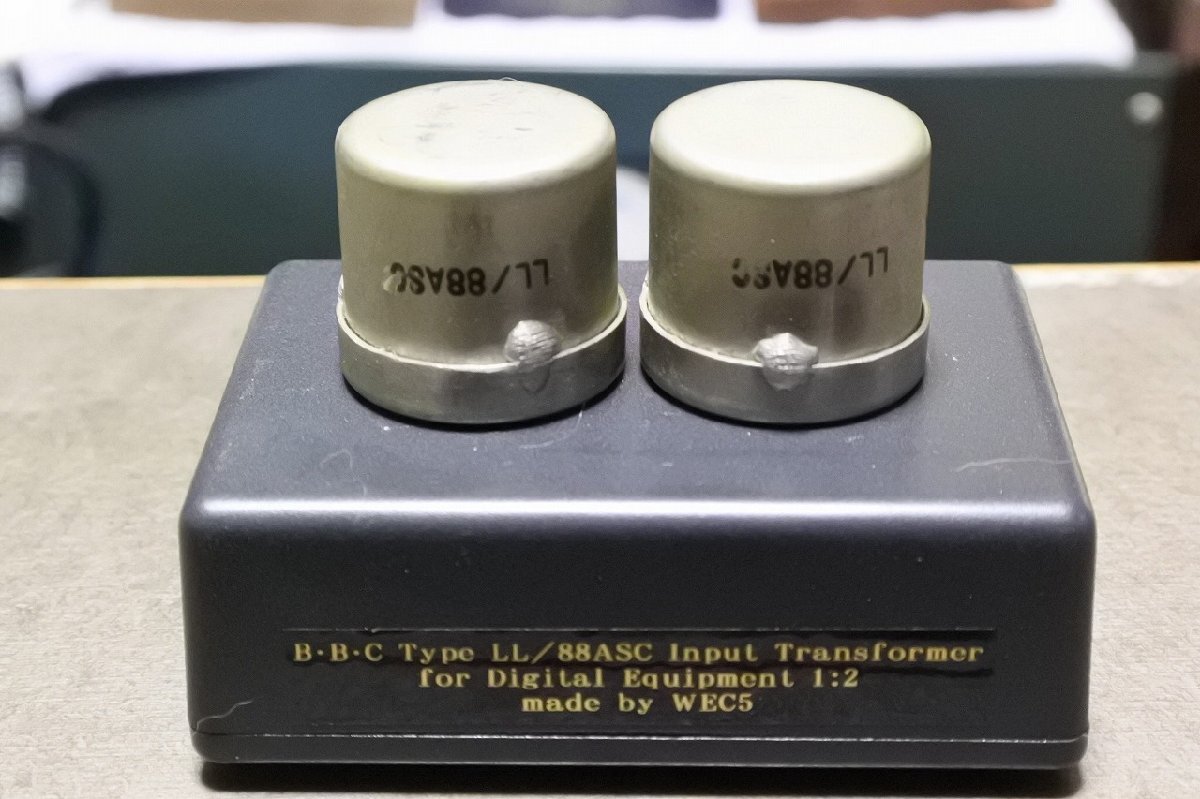 LL/88ASC
LL/88ASC
B·B·C Type LL/88ASC Input Transformer
for Digital Equipment 1:2
made by WEC5